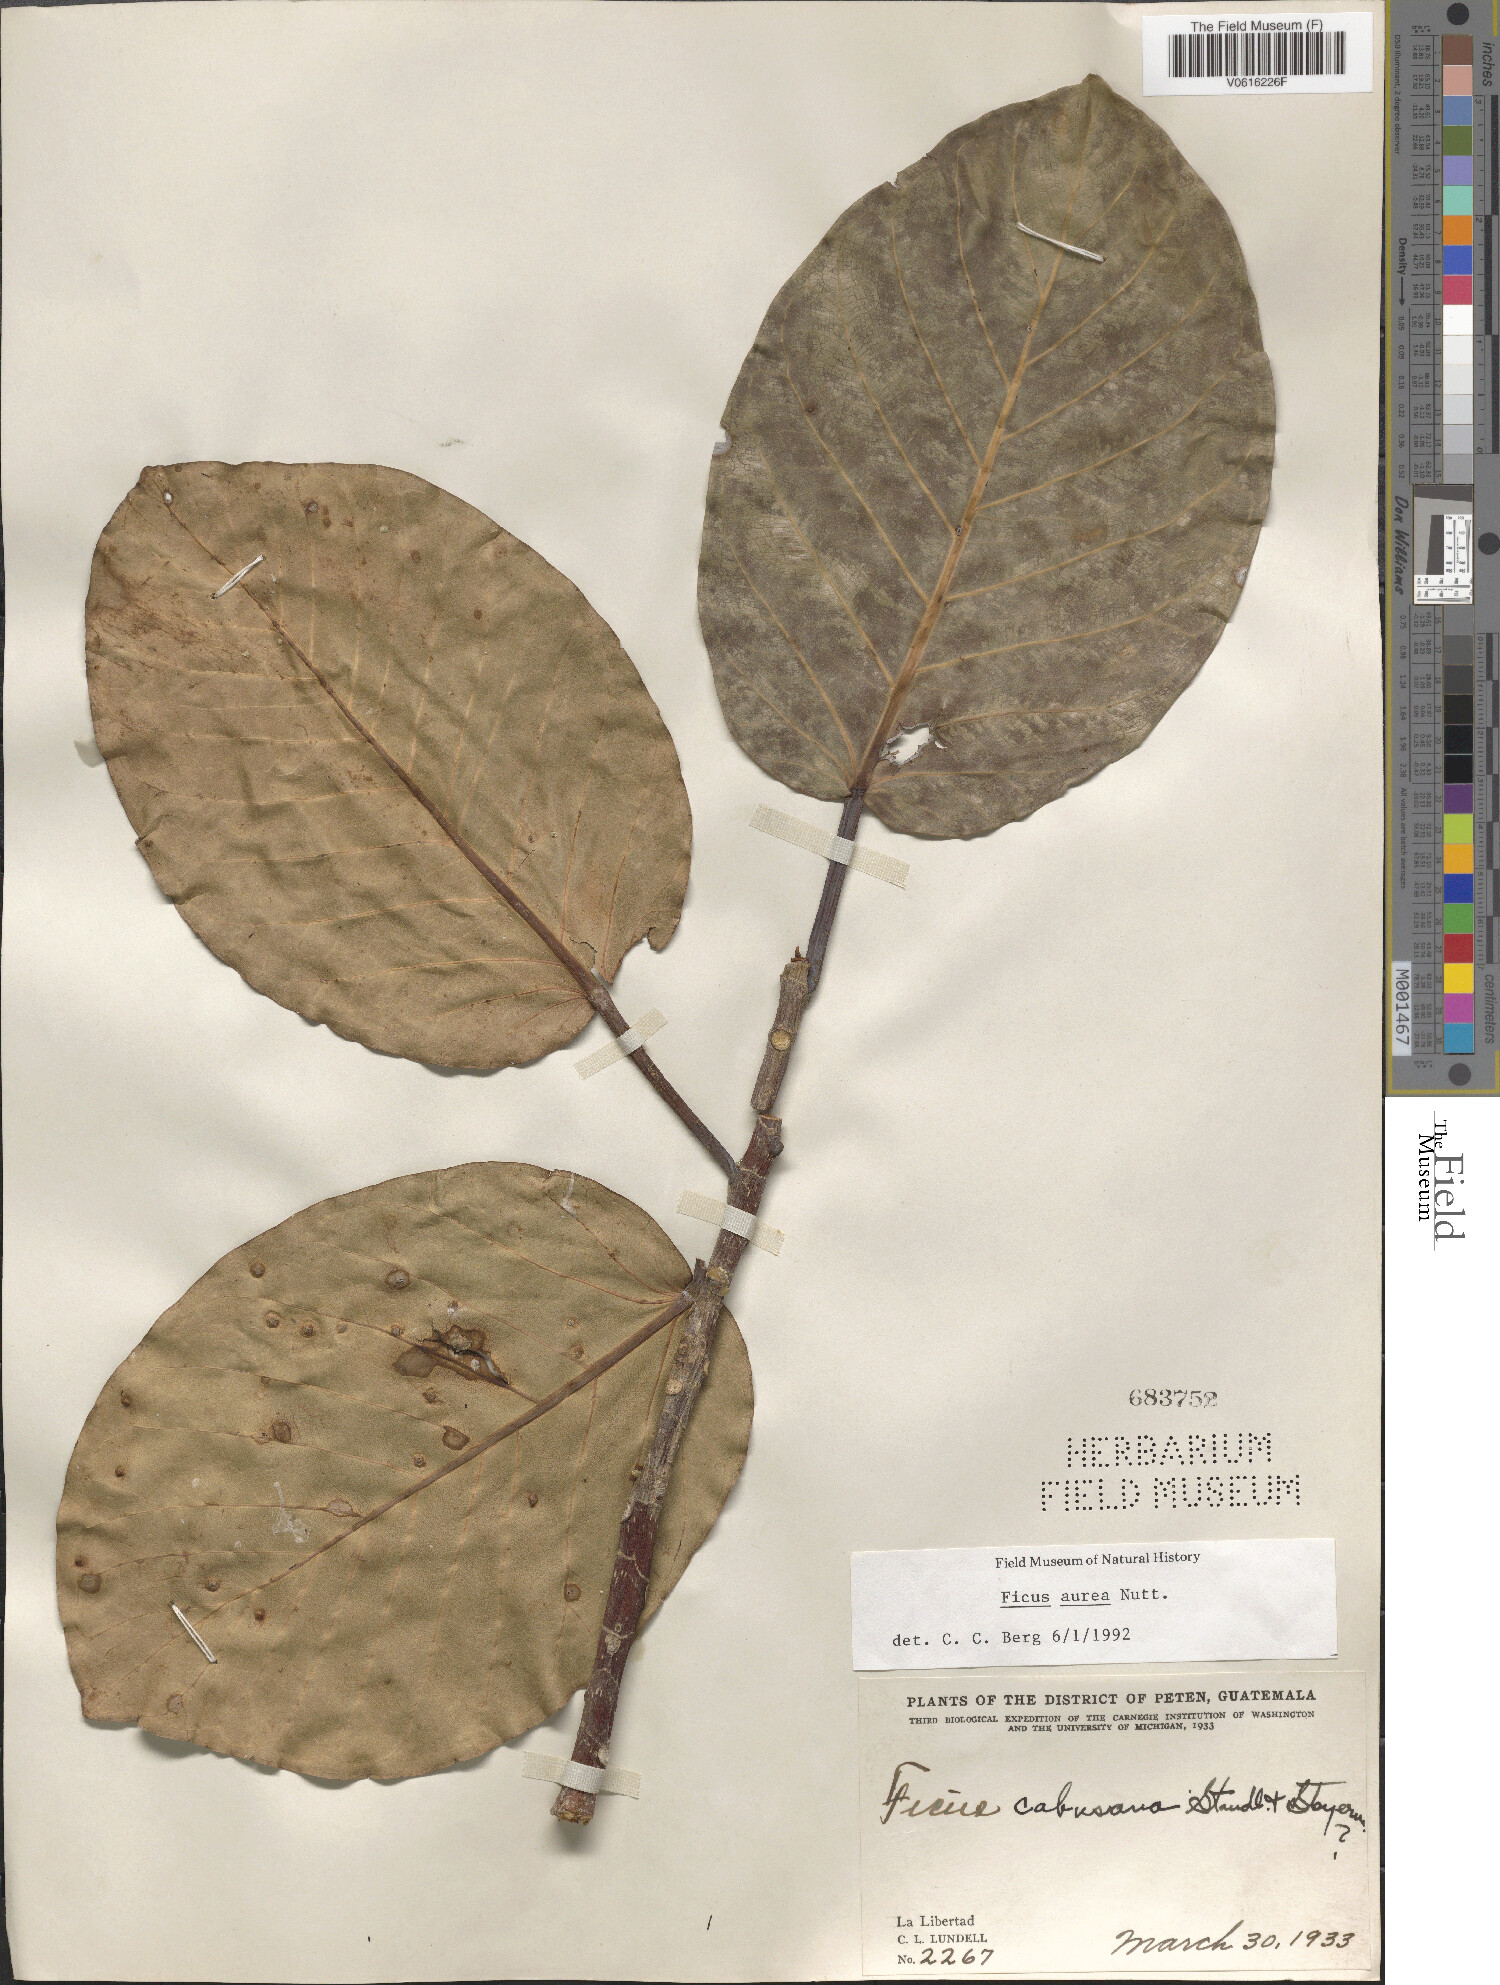 The Field Museum (F)
V0616226F
inches
Density
Don Williams
M001467
centimeters
The Field
Museum
683752
HERBARIUM
FIELD MUSEUM
Field Museum of Natural History
Ficus aurea Nutt.
det. C. C. Berg 6/1/1992
PLANTS OF THE DISTRICT OF PETEN, GUATEMALA
THIRD BIOLOGICAL EXPEDITION OF THE CARNEGIE INSTITUTION OF WASHINGTON
AND THE UNIVERSITY OF MICHIGAN, 1933
Ficus cabusana Standl. & Steyerm.
?
La Libertad
C. L. LUNDELL
No. 2267
March 30, 1933